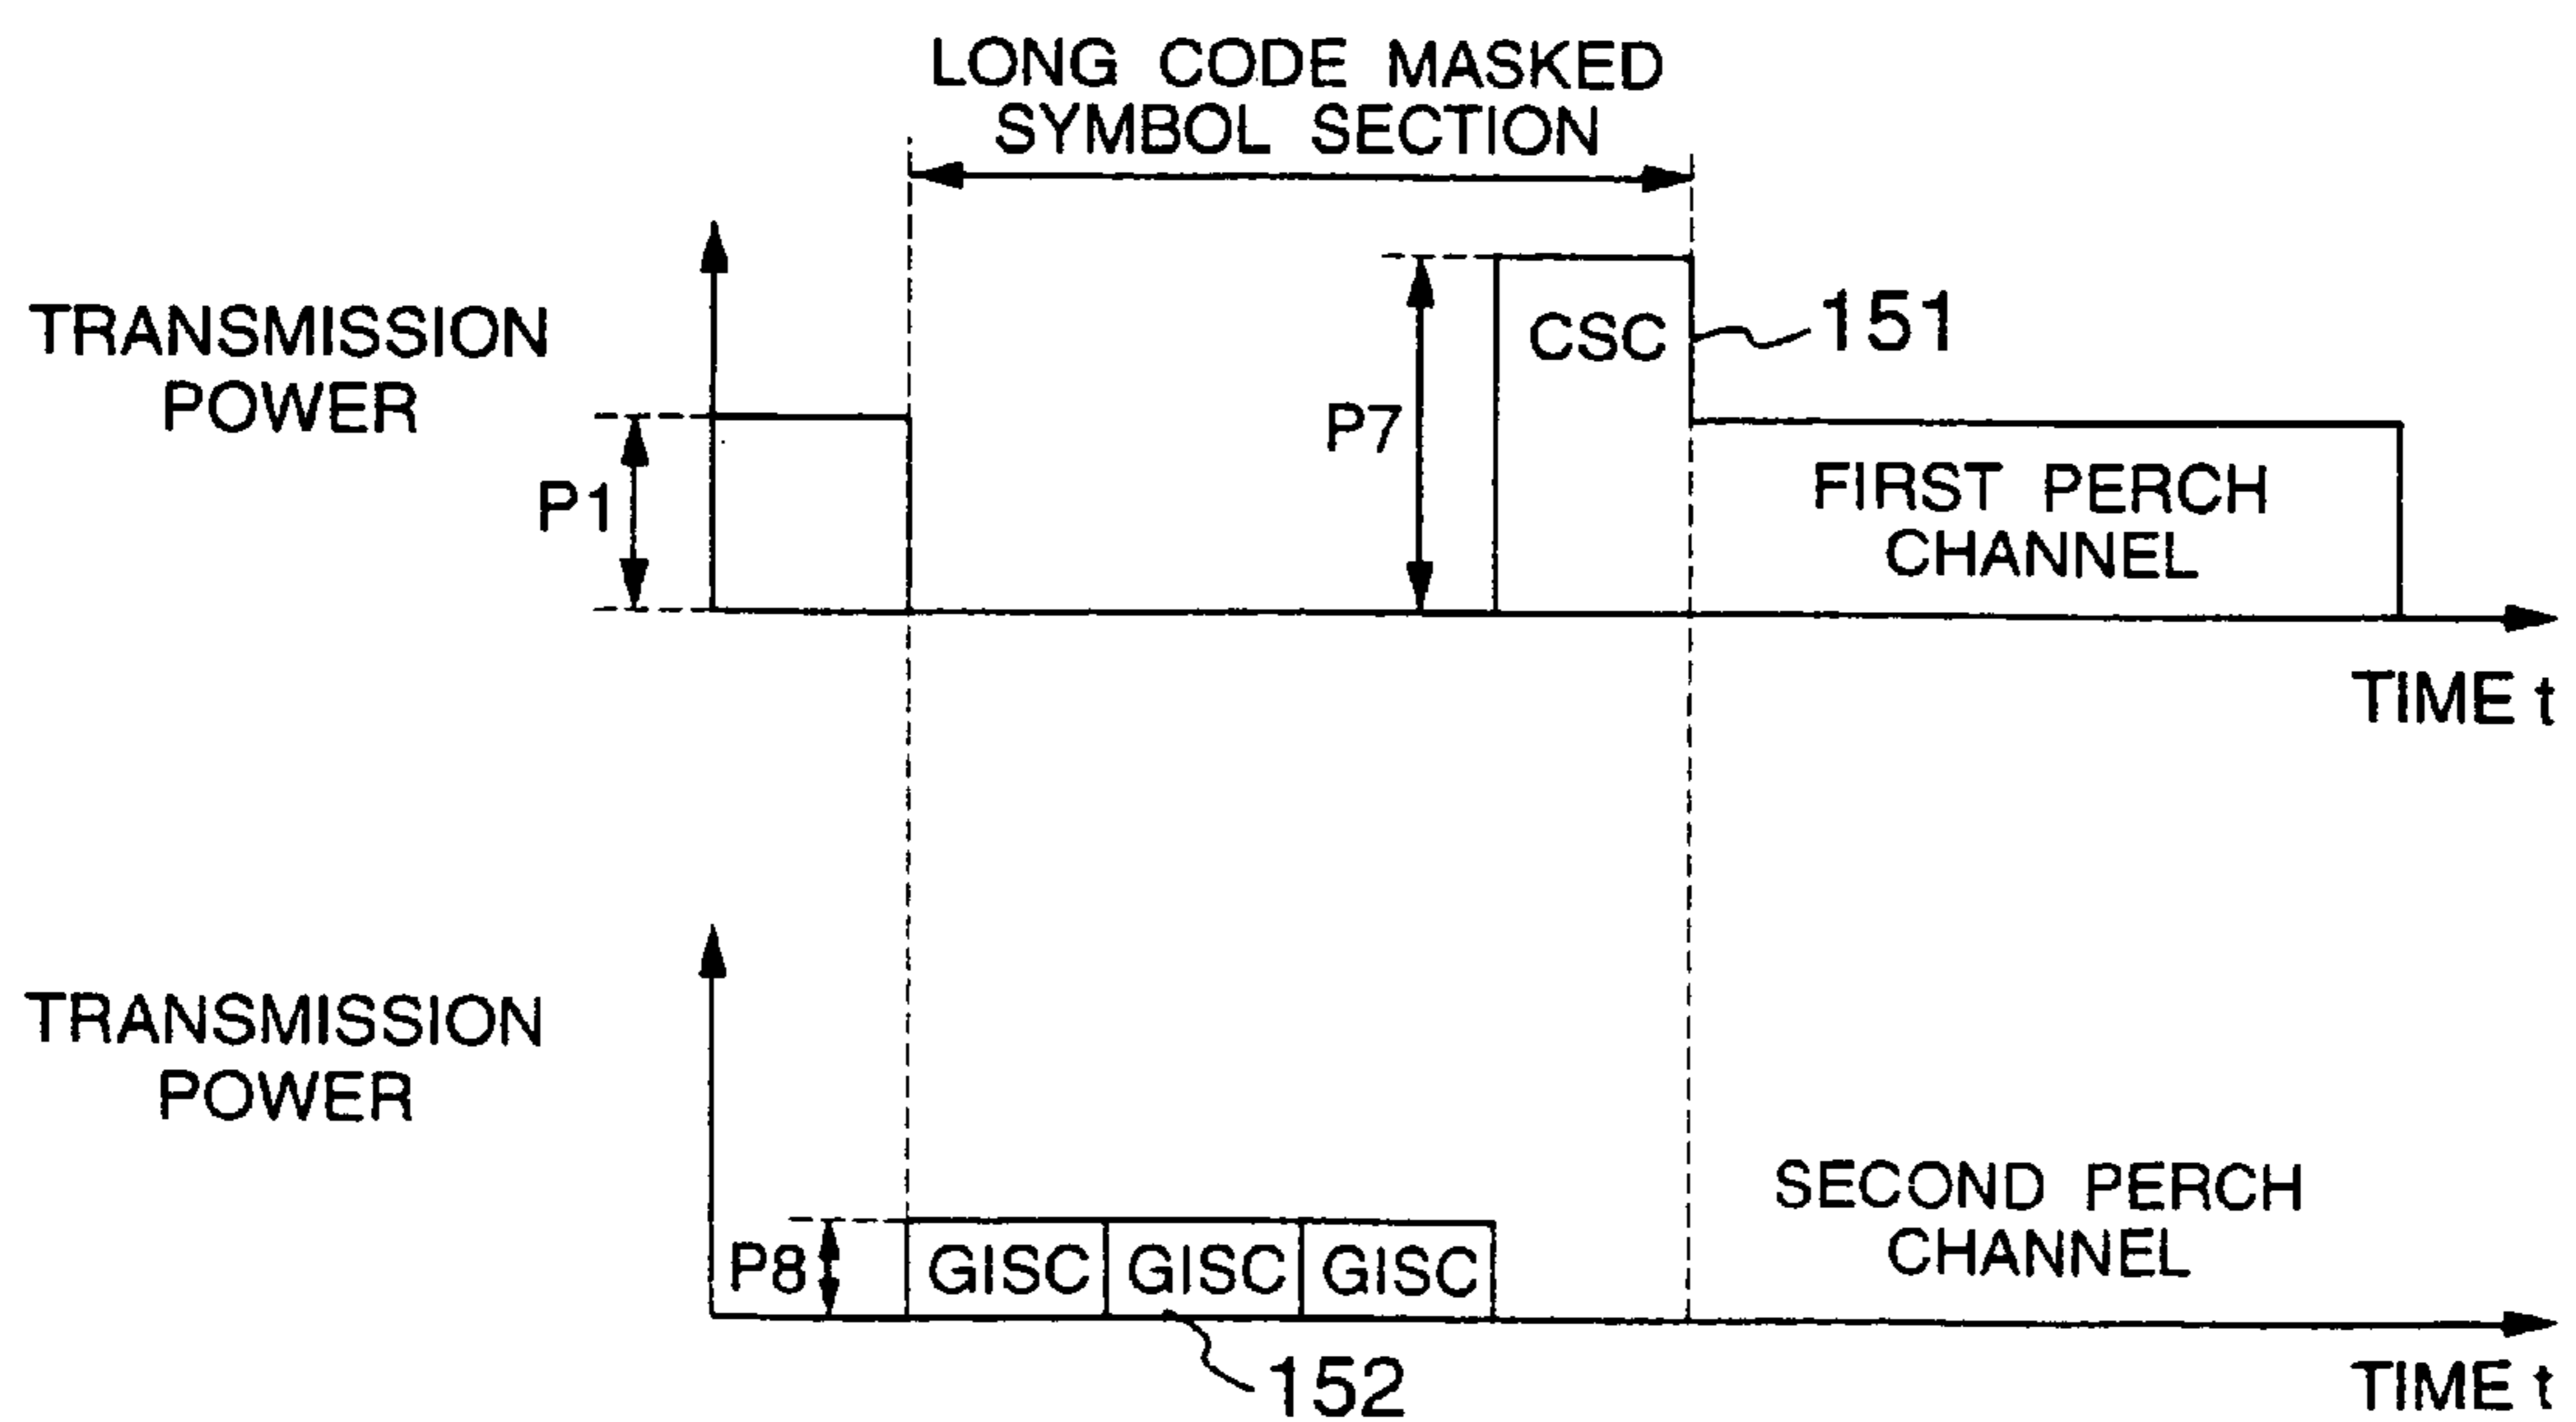 LONG CODE MASKED
SYMBOL SECTION
TRANSMISSION
POWER
P1
P7
CSC
151
FIRST PERCH
CHANNEL
TIME t
TRANSMISSION
POWER
P8
GISC GISC GISC
152
SECOND PERCH
CHANNEL
TIME t